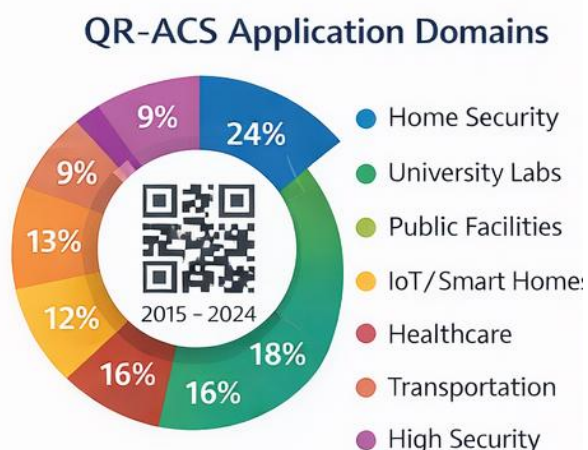 QR-ACS Application Domains
9%
24%
9%
13%
12%
16%
16%
18%
2015 – 2024
Home Security
University Labs
Public Facilities
IoT/Smart Homes
Healthcare
Transportation
High Security